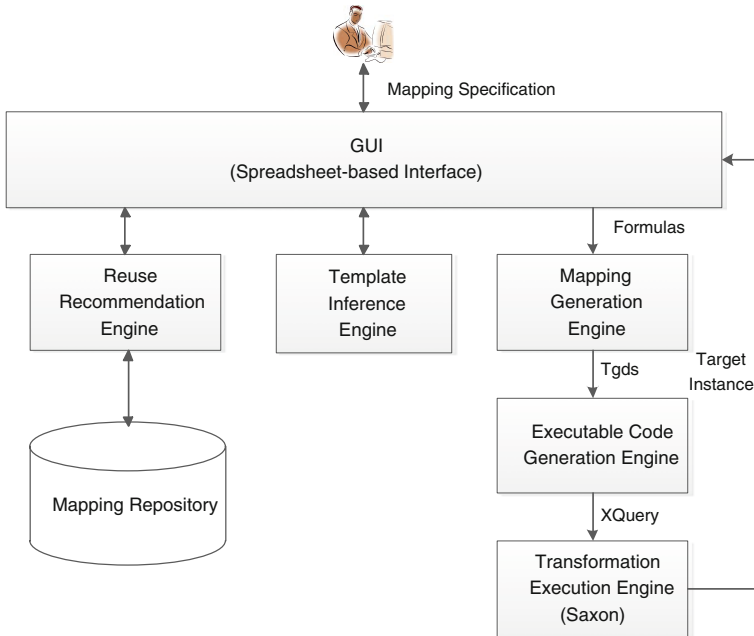 Mapping Specification
GUI
(Spreadsheet-based Interface)
Formulas
Reuse
Recommendation
Engine
Template
Inference
Engine
Mapping
Generation
Engine
Tgds
Target
Instance
Executable Code
Generation Engine
Mapping Repository
XQuery
Transformation
Execution Engine
(Saxon)